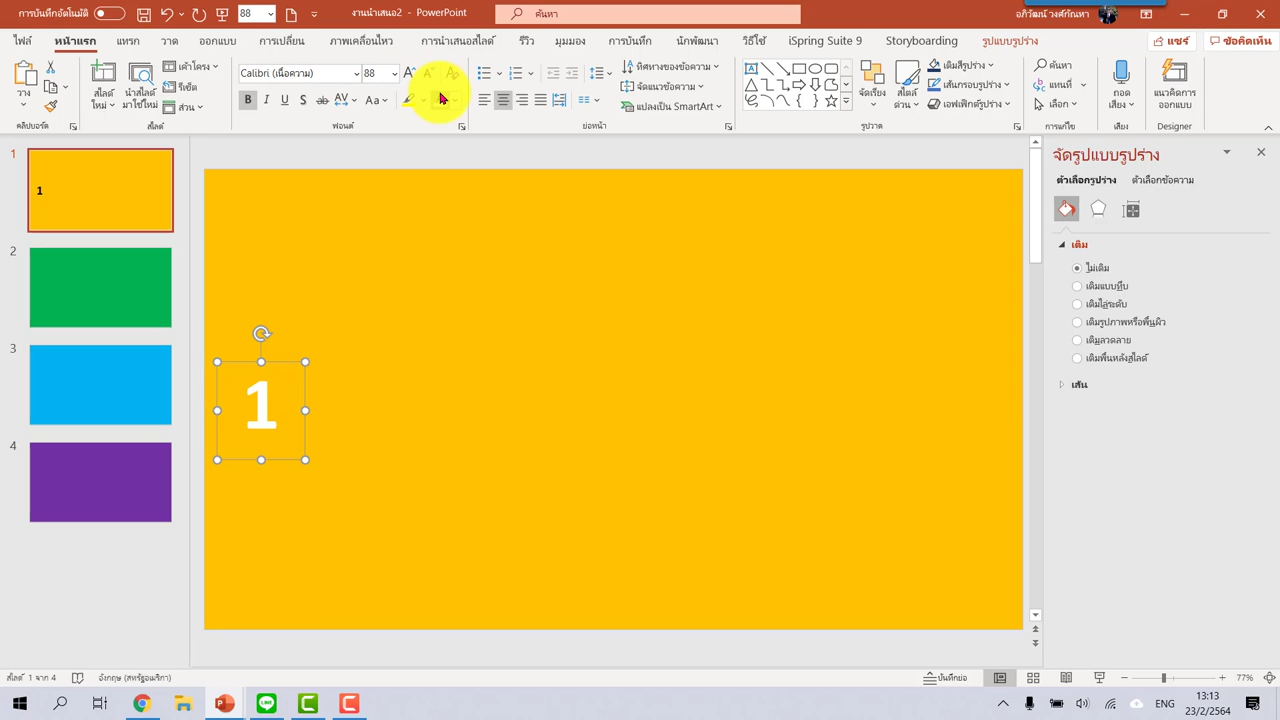 การบันทึกอัตโนมัติ
88
งานนำเสนอ2 - PowerPoint
ค้นหา
อภิวัฒน์ วงศ์กัณหา
ไฟล์ หน้าแรก แทรก วาด ออกแบบ การเปลี่ยน ภาพเคลื่อนไหว การนำเสนอสไลด์ รีวิว มุมมอง การบันทึก นักพัฒนา วิธีใช้ iSpring Suite 9 Storyboarding รูปแบบรูปร่าง
แชร์ ข้อคิดเห็น
วาง
สไลด์ใหม่
นำสไลด์มาใช้ใหม่
เค้าโครง
รีเซ็ต
ส่วน
Calibri (เนื้อความ) 88
ทิศทางของข้อความ
จัดแนวข้อความ
แปลงเป็น SmartArt
จัดเรียง
สไตล์ด่วน
เติมสีรูปร่าง
เส้นกรอบรูปร่าง
เอฟเฟ็กต์รูปร่าง
ค้นหา
แทนที่
เลือก
ถอดเสียง
แนวคิดการออกแบบ
คลิปบอร์ด สไลด์ ฟอนต์ ย่อหน้า รูปวาด การแก้ไข เสียง Designer
1
1
2
3
4
1
จัดรูปแบบรูปร่าง
ตัวเลือกรูปร่าง ตัวเลือกข้อความ
เติม
ไม่เติม
เติมแบบทึบ
เติมไล่ระดับ
เติมรูปภาพหรือพื้นผิว
เติมลวดลาย
เติมพื้นหลังสไลด์
เส้น
สไลด์ 1 จาก 4
อังกฤษ (สหรัฐอเมริกา)
บันทึกย่อ
77%
ENG
13:13
23/2/2564